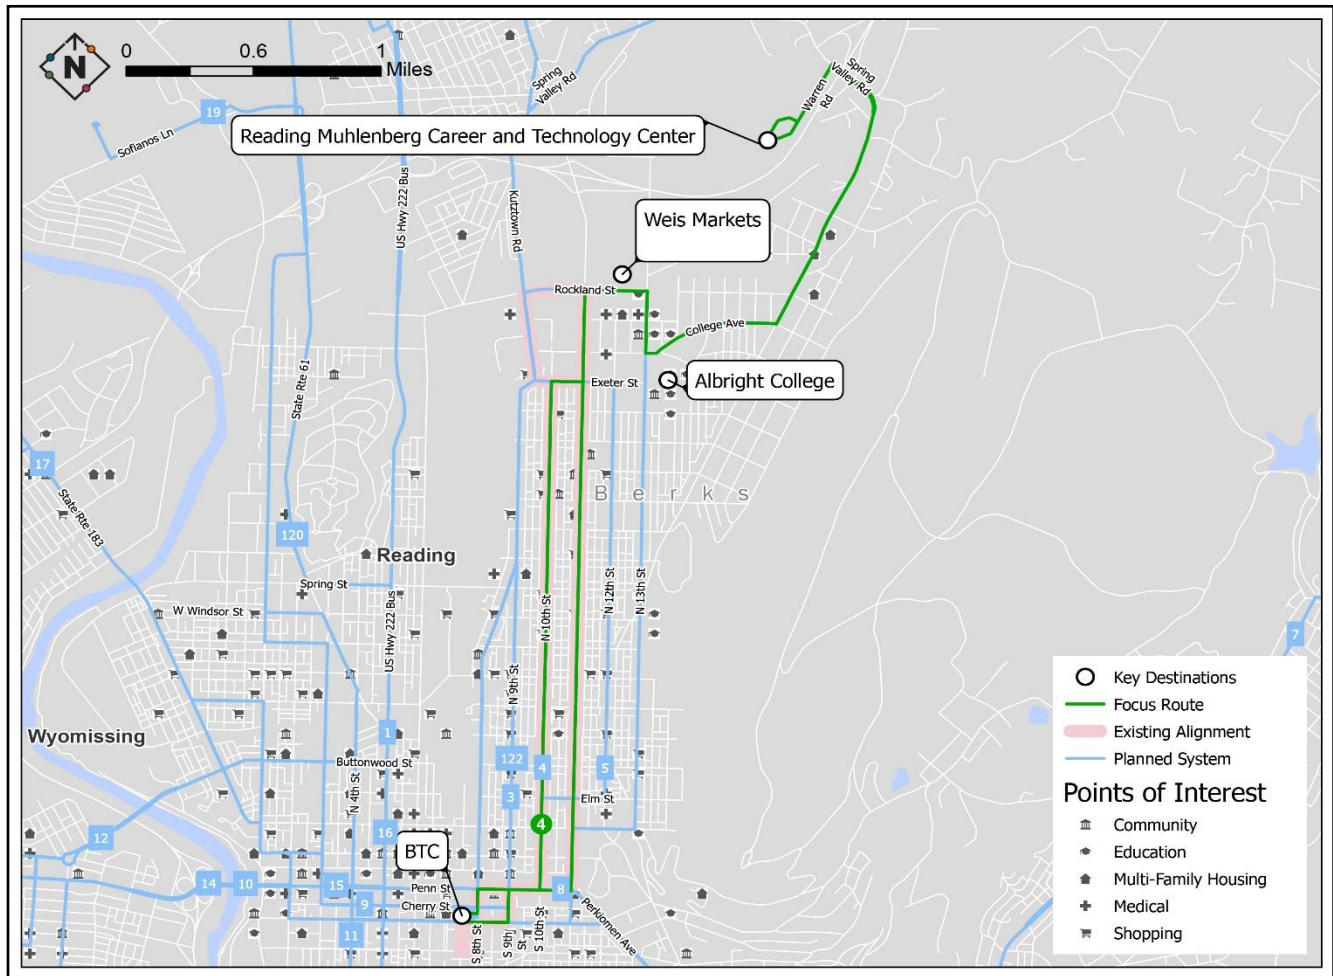 N
0 0.6 1
Miles
Spring
Valley Rd
Spring
Valley Rd
Warren
Rd
19
Sofianos Ln
Reading Muhlenberg Career and Technology Center
US Hwy 222 Bus
Kutztown Rd
Weis Markets
Rockland St
College Ave
State Rte 61
Exeter St
Albright College
17
State Rte 183
Berks
120
Reading
Spring St
N 12th St
N 13th St
W Windsor St
N 10th St
US Hwy 222 Bus
7
N 9th St
Wyomissing
1
Buttonwood St
122
4
5
N 4th St
3
Elm St
12
16
4
BTC
14
10
15
Penn St
8
9
Cherry St
Perkiomen Ave
11
S 8th St
S 9th
St
S 10th St
Key Destinations
Focus Route
Existing Alignment
Planned System
Points of Interest
Community
Education
Multi-Family Housing
Medical
Shopping